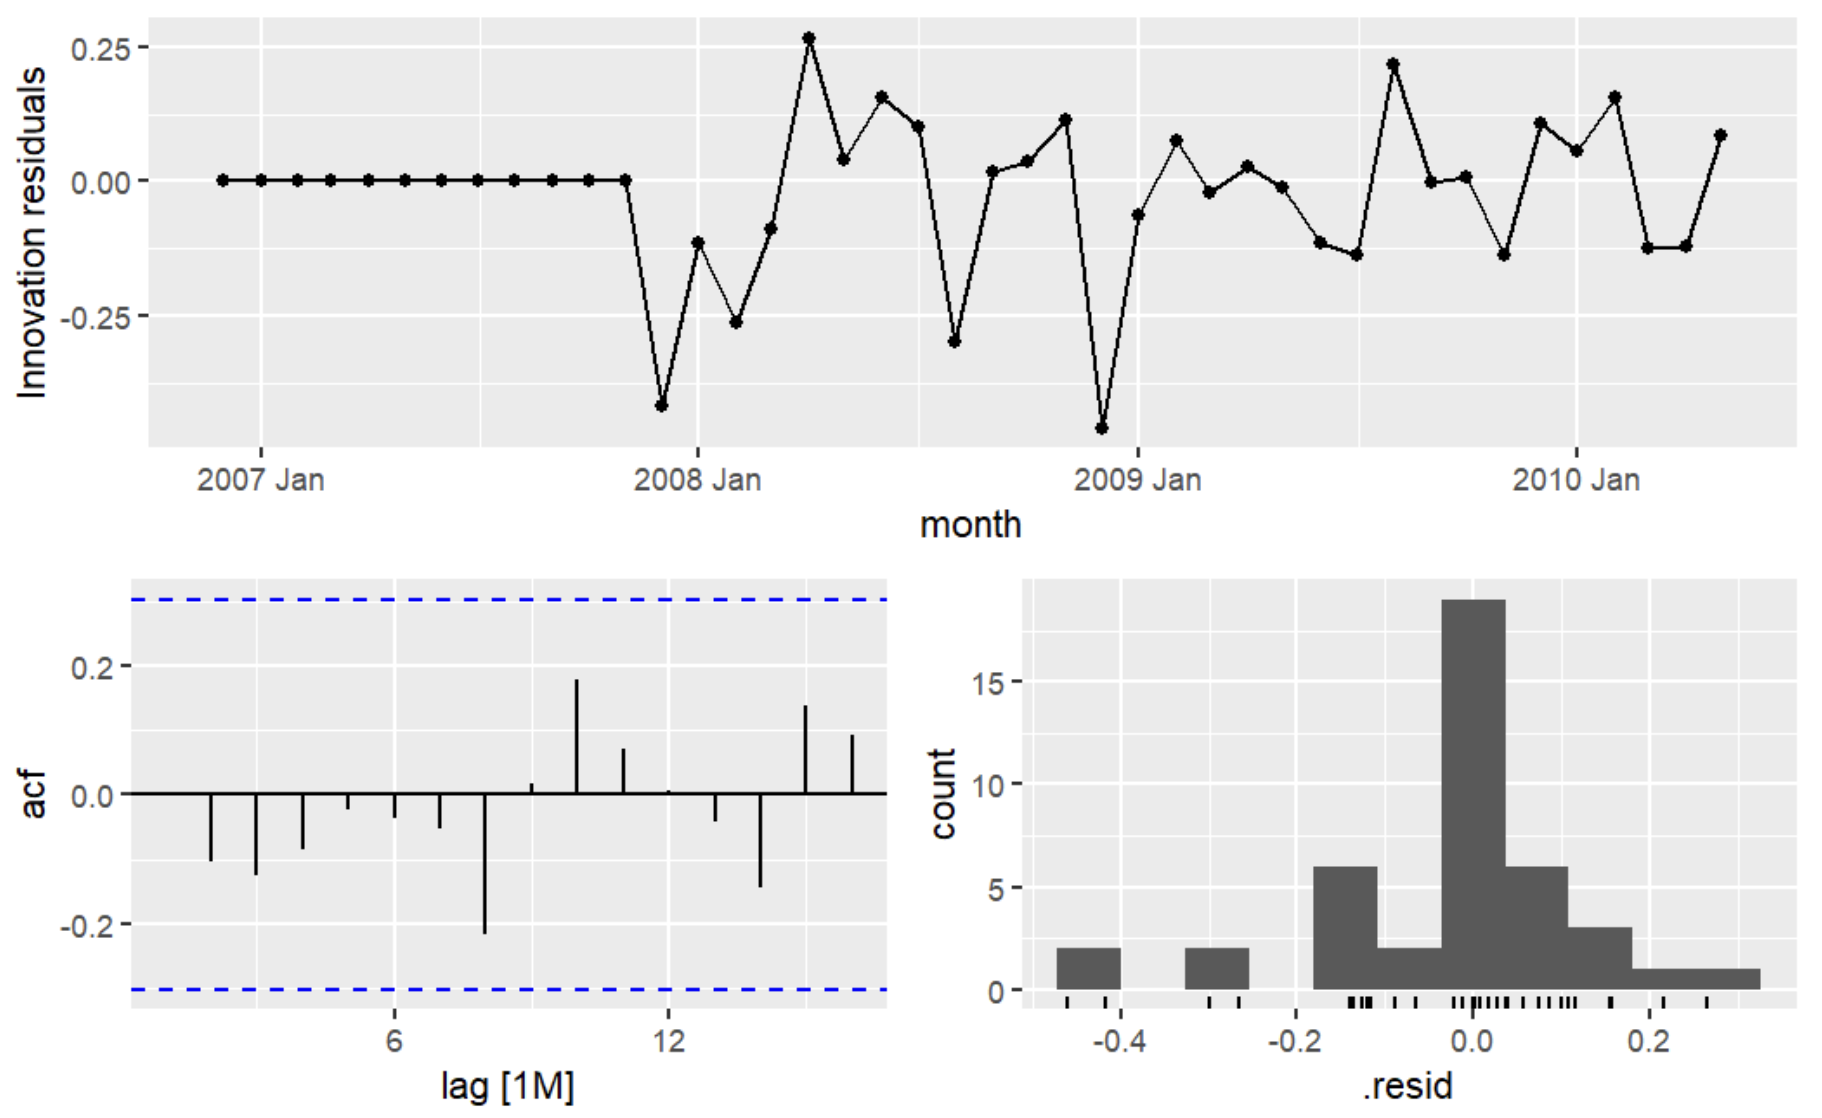 Innovation residuals
0.25
0.00
-0.25
2007 Jan
2008 Jan
2009 Jan
2010 Jan
month
acf
0.2
0.0
-0.2
6
12
lag [1M]
count
15
10
5
0
-0.4
-0.2
0.0
0.2
.resid